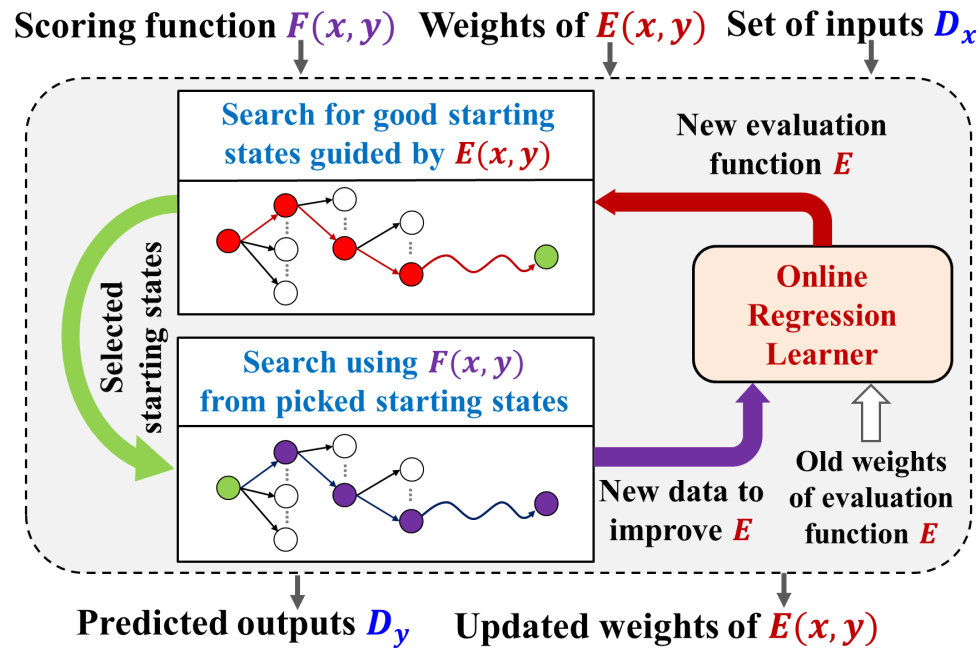 Scoring function F(x, y)
Weights of E(x, y)
Set of inputs D_x
Search for good starting
states guided by E(x, y)
New evaluation
function E
Selected
starting states
Online
Regression
Learner
Search using F(x, y)
from picked starting states
New data to
improve E
Old weights
of evaluation
function E
Predicted outputs D_y
Updated weights of E(x, y)